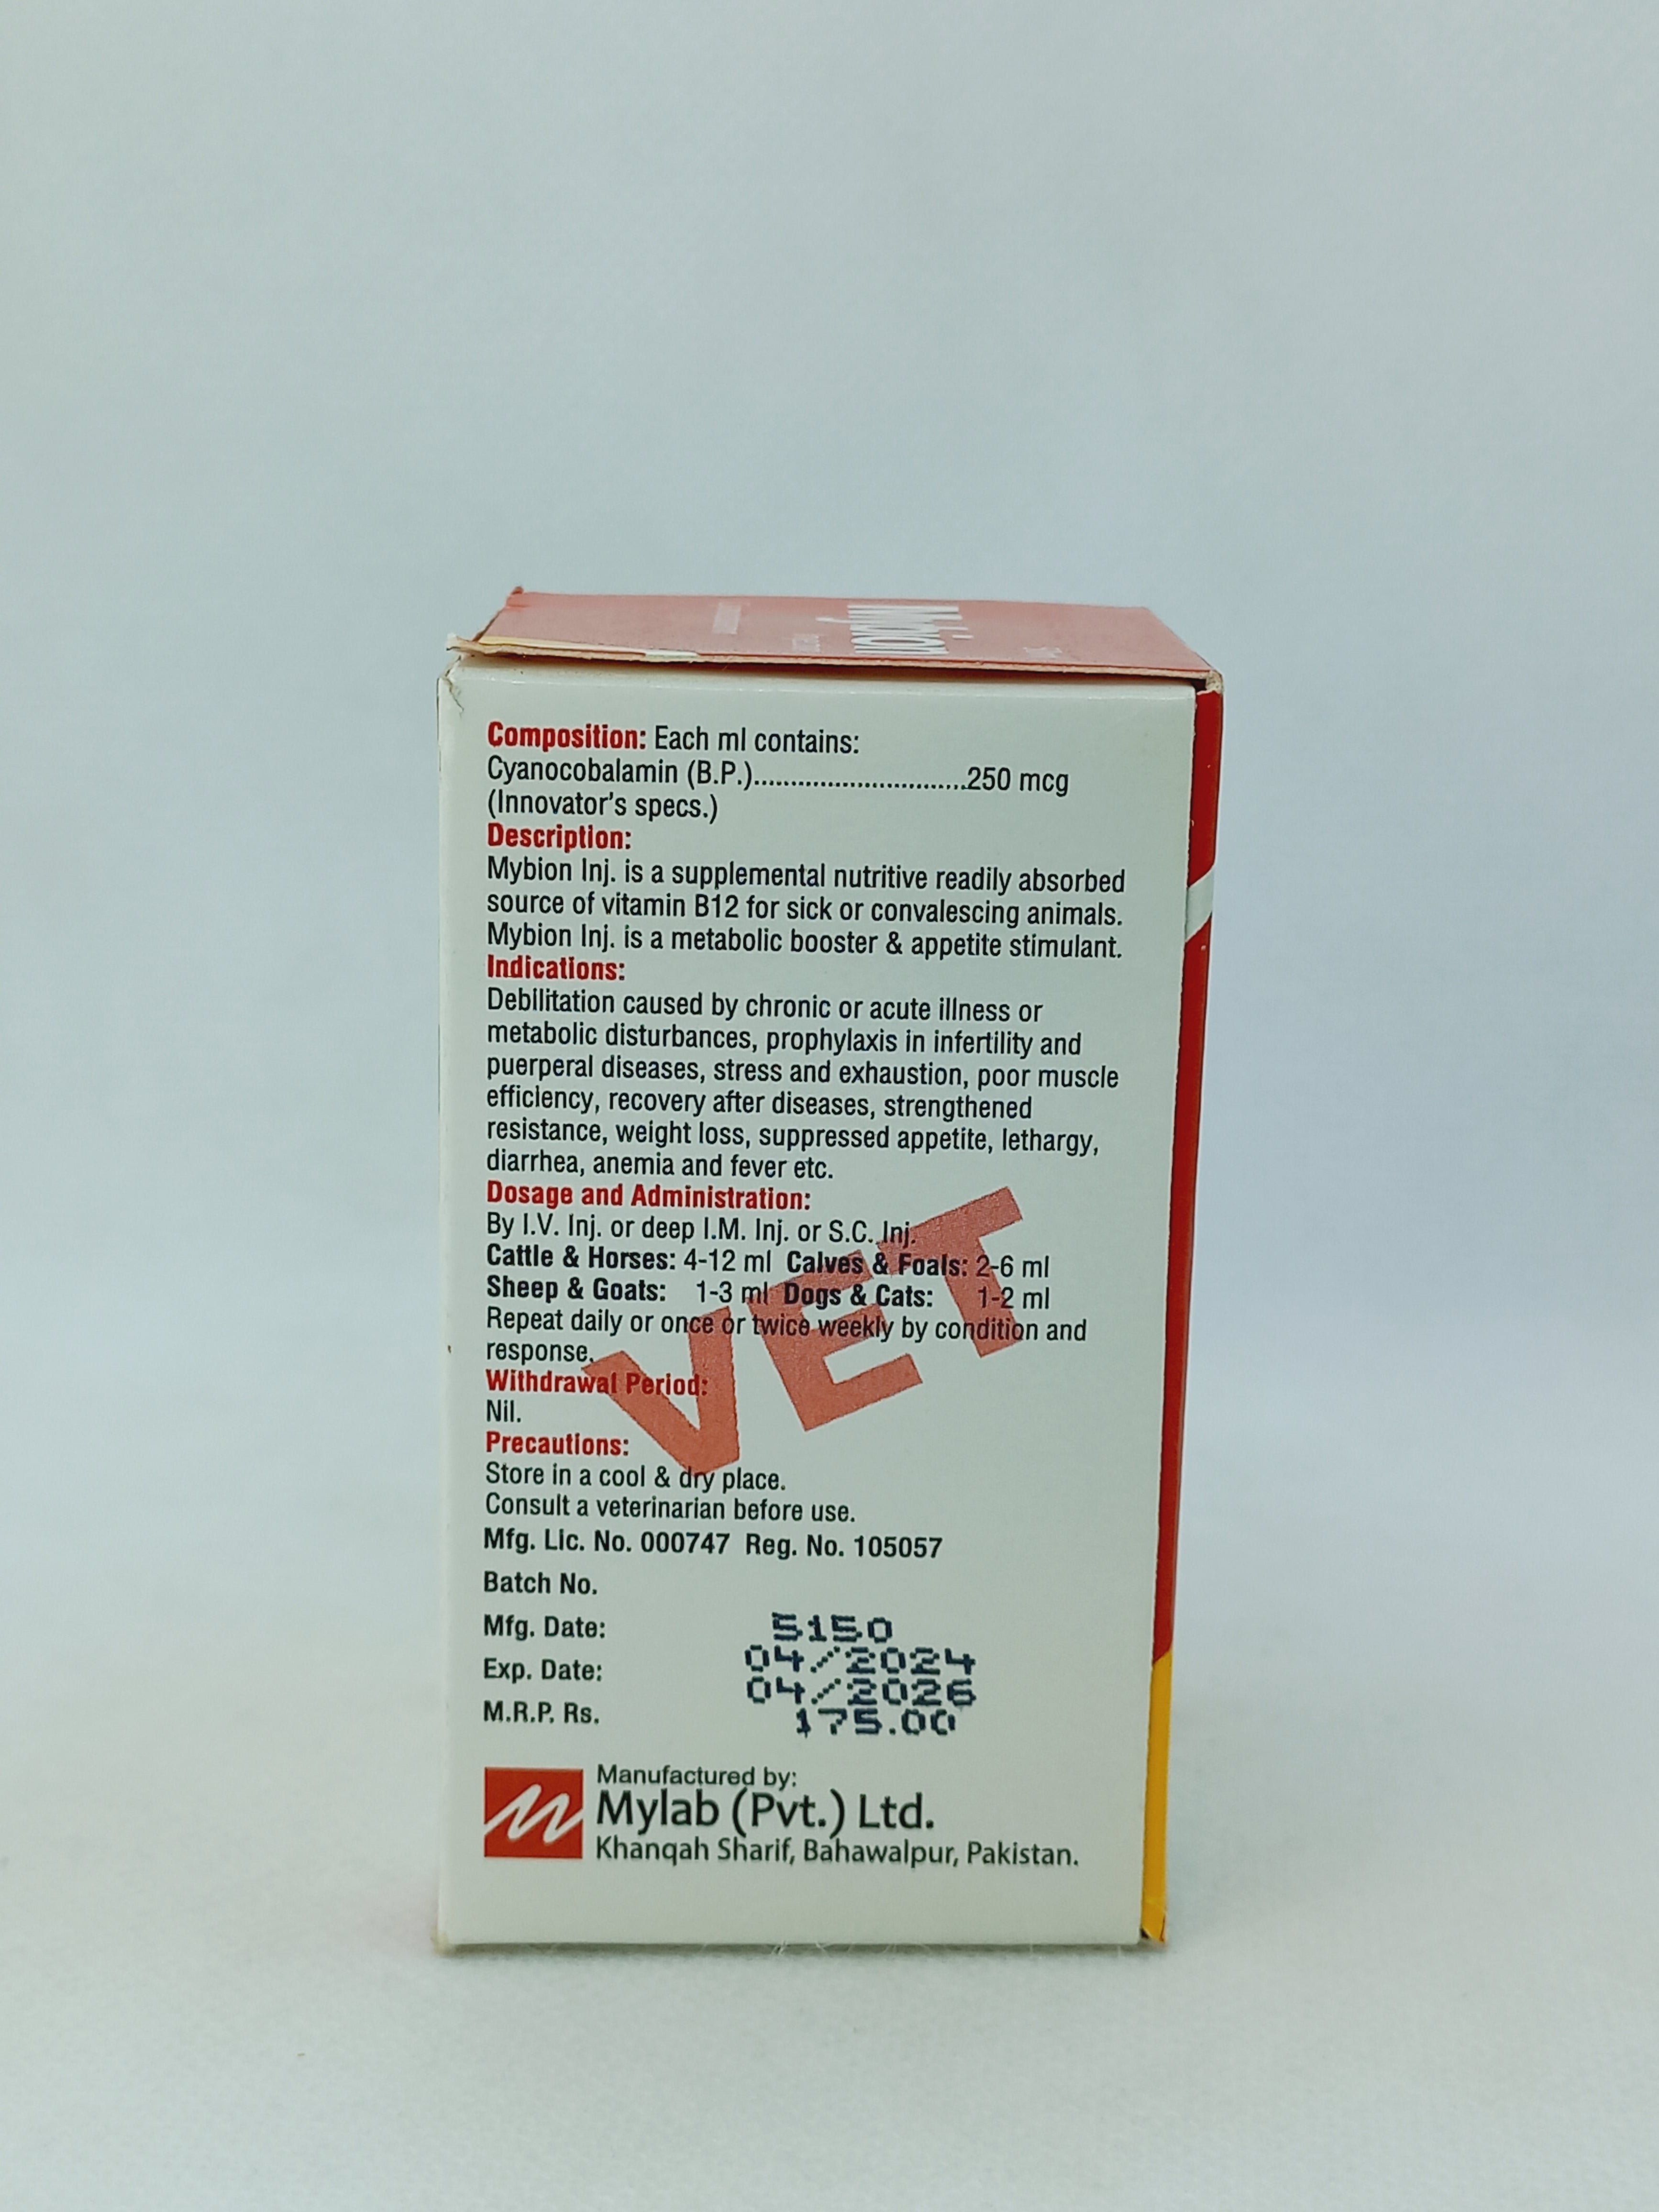 Mybion
Composition: Each ml contains:
Cyanocobalamin (B.P.)..............................250 mcg
(Innovator's specs.)
Description:
Mybion Inj. is a supplemental nutritive readily absorbed
source of vitamin B12 for sick or convalescing animals.
Mybion Inj. is a metabolic booster & appetite stimulant.
Indications:
Debilitation caused by chronic or acute illness or
metabolic disturbances, prophylaxis in infertility and
puerperal diseases, stress and exhaustion, poor muscle
efficiency, recovery after diseases, strengthened
resistance, weight loss, suppressed appetite, lethargy,
diarrhea, anemia and fever etc.
Dosage and Administration:
By I.V. Inj. or deep I.M. Inj. or S.C. Inj.
Cattle & Horses: 4-12 ml Calves & Foals: 2-6 ml
Sheep & Goats: 1-3 ml Dogs & Cats: 1-2 ml
Repeat daily or once or twice weekly by condition and
response.
VET
Withdrawal Period:
Nil.
Precautions:
Store in a cool & dry place.
Consult a veterinarian before use.
Mfg. Lic. No. 000747 Reg. No. 105057
Batch No. 5150
Mfg. Date: 04/2024
Exp. Date: 04/2026
M.R.P. Rs. 175.00
Manufactured by:
Mylab (Pvt.) Ltd.
Khanqah Sharif, Bahawalpur, Pakistan.